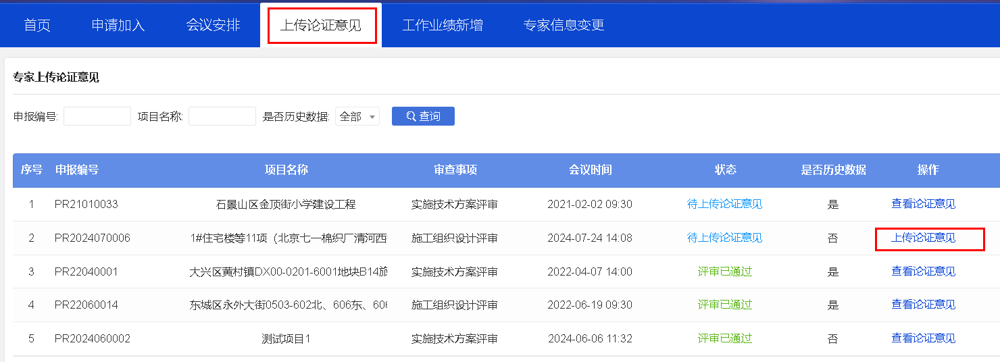 首页 申请加入 会议安排 上传论证意见 工作业绩新增 专家信息变更
专家上传论证意见
申报编号: 项目名称: 是否历史数据: 全部 查询
序号 申报编号 项目名称 审查事项 会议时间 状态 是否历史数据 操作
1 PR21010033 石景山区金顶街小学建设工程 实施技术方案评审 2021-02-02 09:30 待上传论证意见 是 查看论证意见
2 PR2024070006 1#住宅楼等11项（北京七一棉织厂清河西 施工组织设计评审 2024-07-24 14:08 待上传论证意见 否 上传论证意见
3 PR22040001 大兴区黄村镇DX00-0201-6001地块B14旅 实施技术方案评审 2022-04-07 14:00 评审已通过 是 查看论证意见
4 PR22060014 东城区永外大街0503-602北、606东、606 施工组织设计评审 2022-06-19 09:30 评审已通过 是 查看论证意见
5 PR2024060002 测试项目1 实施技术方案评审 2024-06-06 11:32 评审已通过 否 查看论证意见